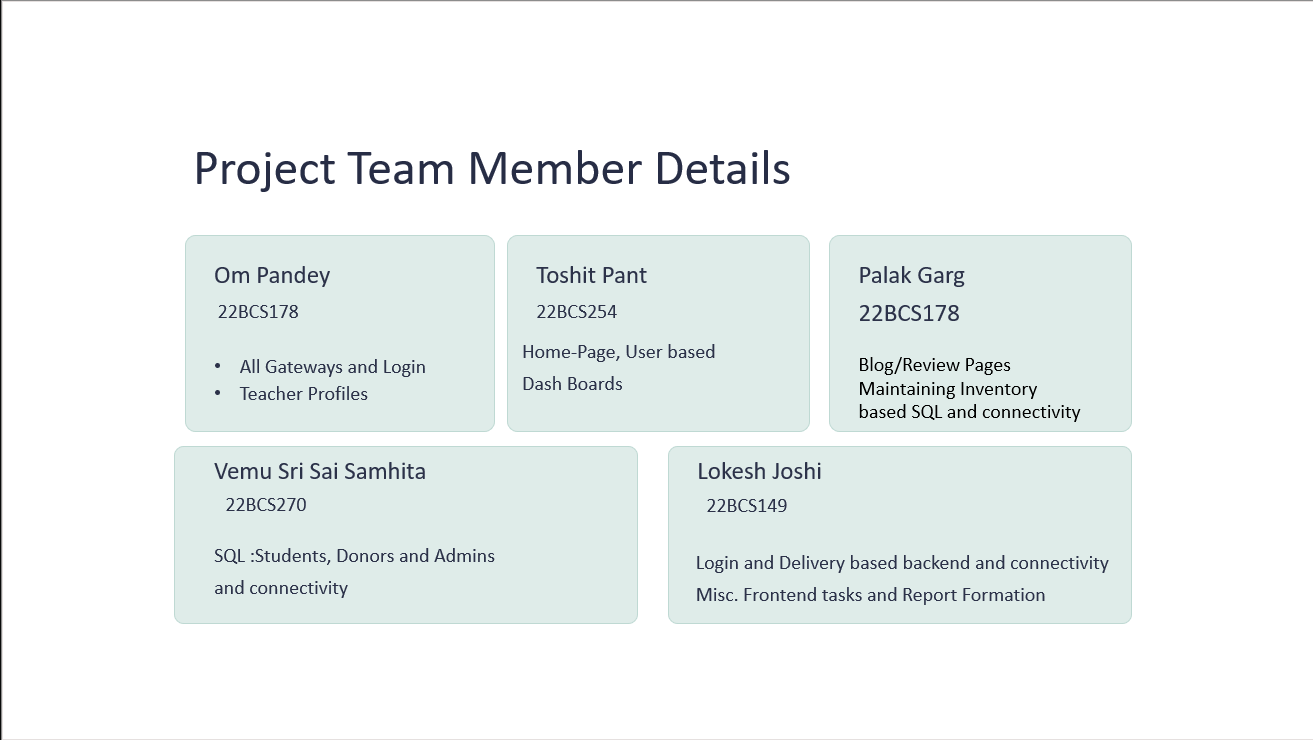 Project Team Member Details
Om Pandey
22BCS178
• All Gateways and Login
• Teacher Profiles
Toshit Pant
22BCS254
Home-Page, User based
Dash Boards
Palak Garg
22BCS178
Blog/Review Pages
Maintaining Inventory
based SQL and connectivity
Vemu Sri Sai Samhita
22BCS270
SQL :Students, Donors and Admins
and connectivity
Lokesh Joshi
22BCS149
Login and Delivery based backend and connectivity
Misc. Frontend tasks and Report Formation